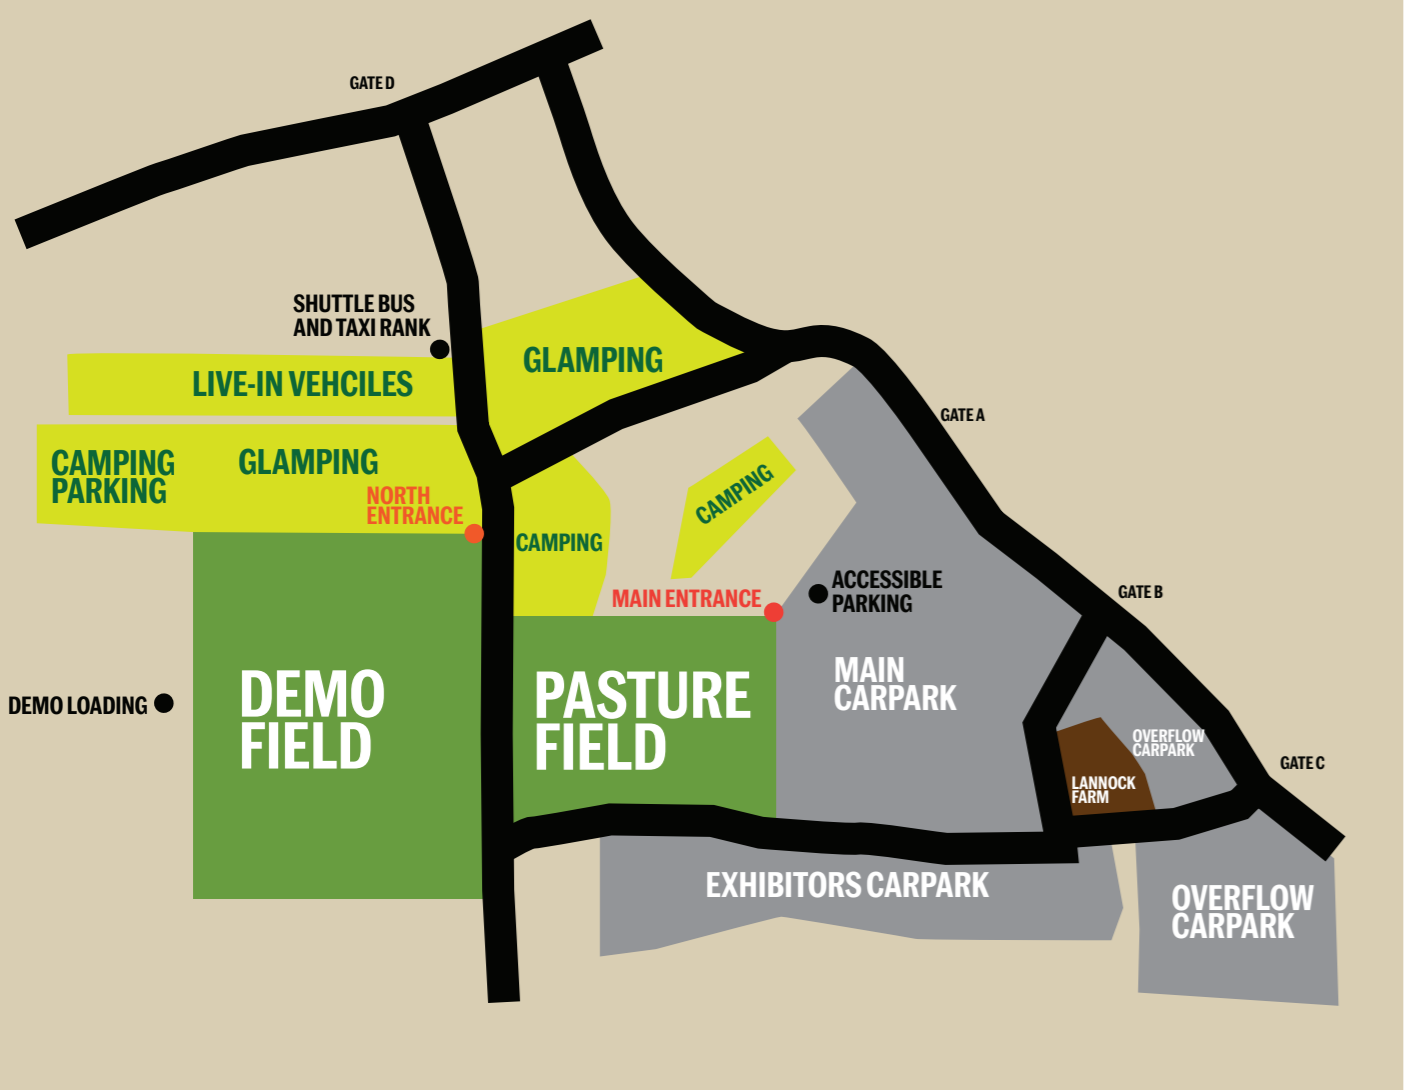 GATE D
SHUTTLE BUS
AND TAXI RANK
GLAMPING
LIVE-IN VEHCILES
GATE A
CAMPING
PARKING
GLAMPING
NORTH
ENTRANCE
CAMPING
CAMPING
MAIN ENTRANCE
ACCESSIBLE
PARKING
GATE B
DEMO LOADING
DEMO
FIELD
PASTURE
FIELD
MAIN
CARPARK
OVERFLOW
CARPARK
GATE C
LANNOCK
FARM
EXHIBITORS CARPARK
OVERFLOW
CARPARK